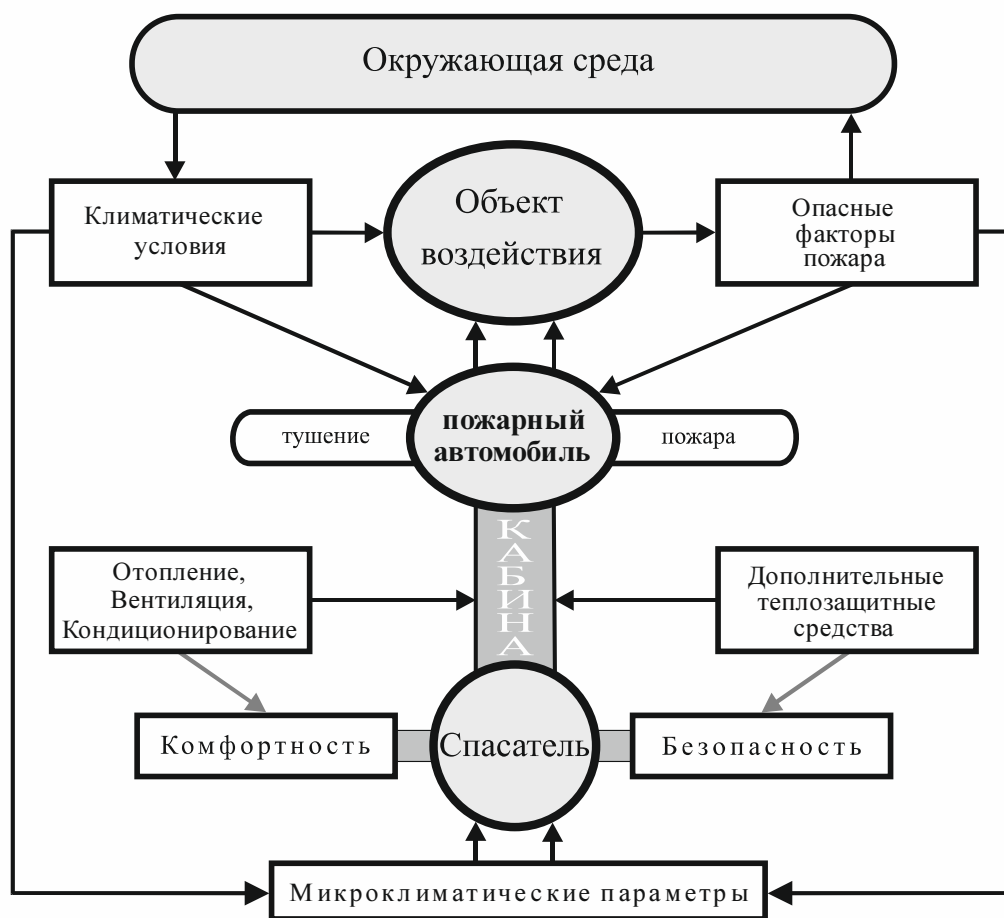 Окружающая среда
Климатические
условия
Объект
воздействия
Опасные
факторы
пожара
тушение
пожарный
автомобиль
пожара
КАБИНА
Отопление,
Вентиляция,
Кондиционирование
Дополнительные
теплозащитные
средства
Комфортность
Спасатель
Безопасность
Микроклиматические параметры